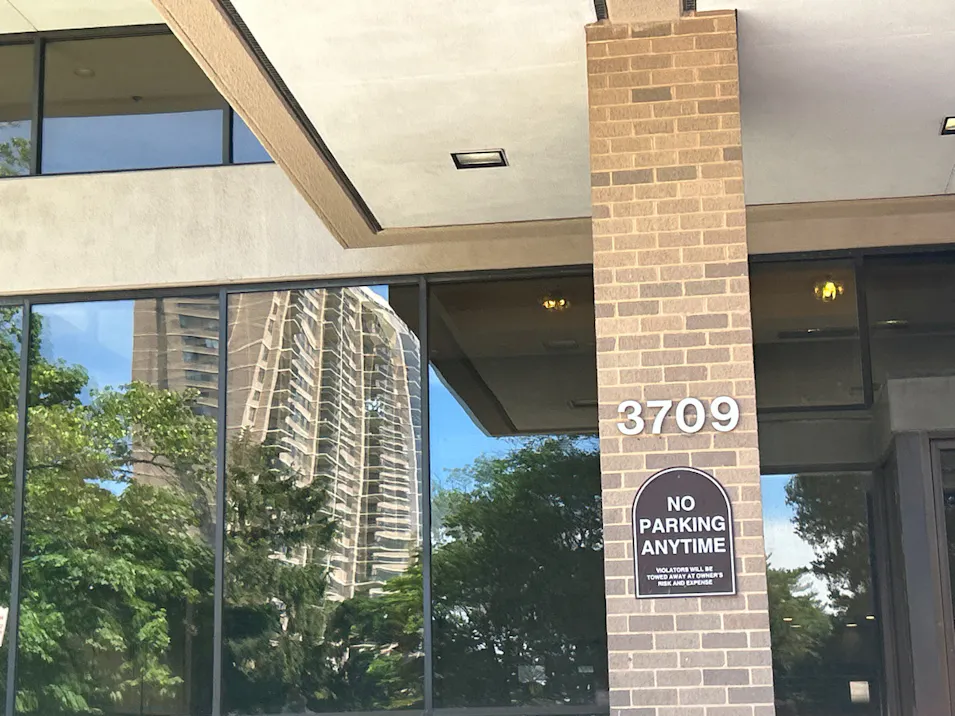 3709
NO
PARKING
ANYTIME
VIOLATORS WILL BE
TOWED AWAY AT OWNER'S
RISK AND EXPENSE